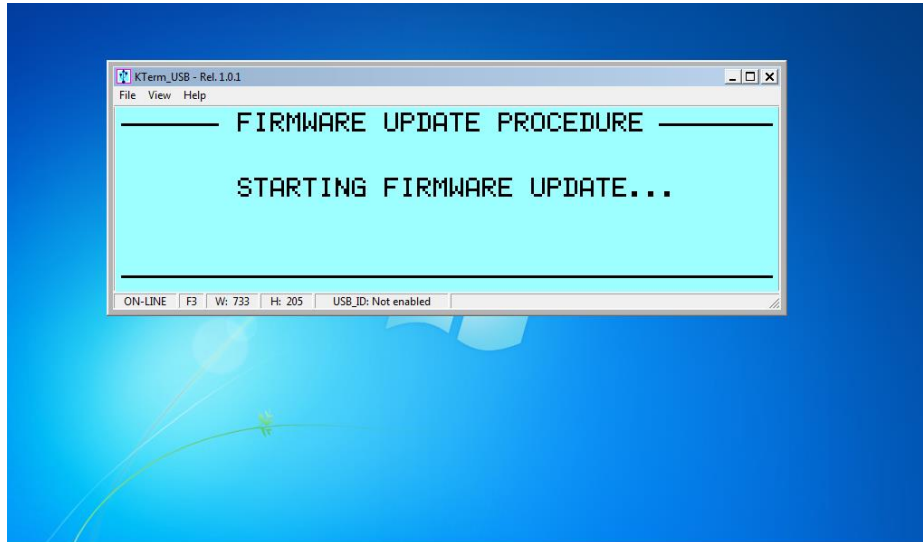 KTerm_USB - Rel. 1.0.1
File View Help
FIRMWARE UPDATE PROCEDURE
STARTING FIRMWARE UPDATE...
ON-LINE F3 W: 733 H: 205 USB_ID: Not enabled